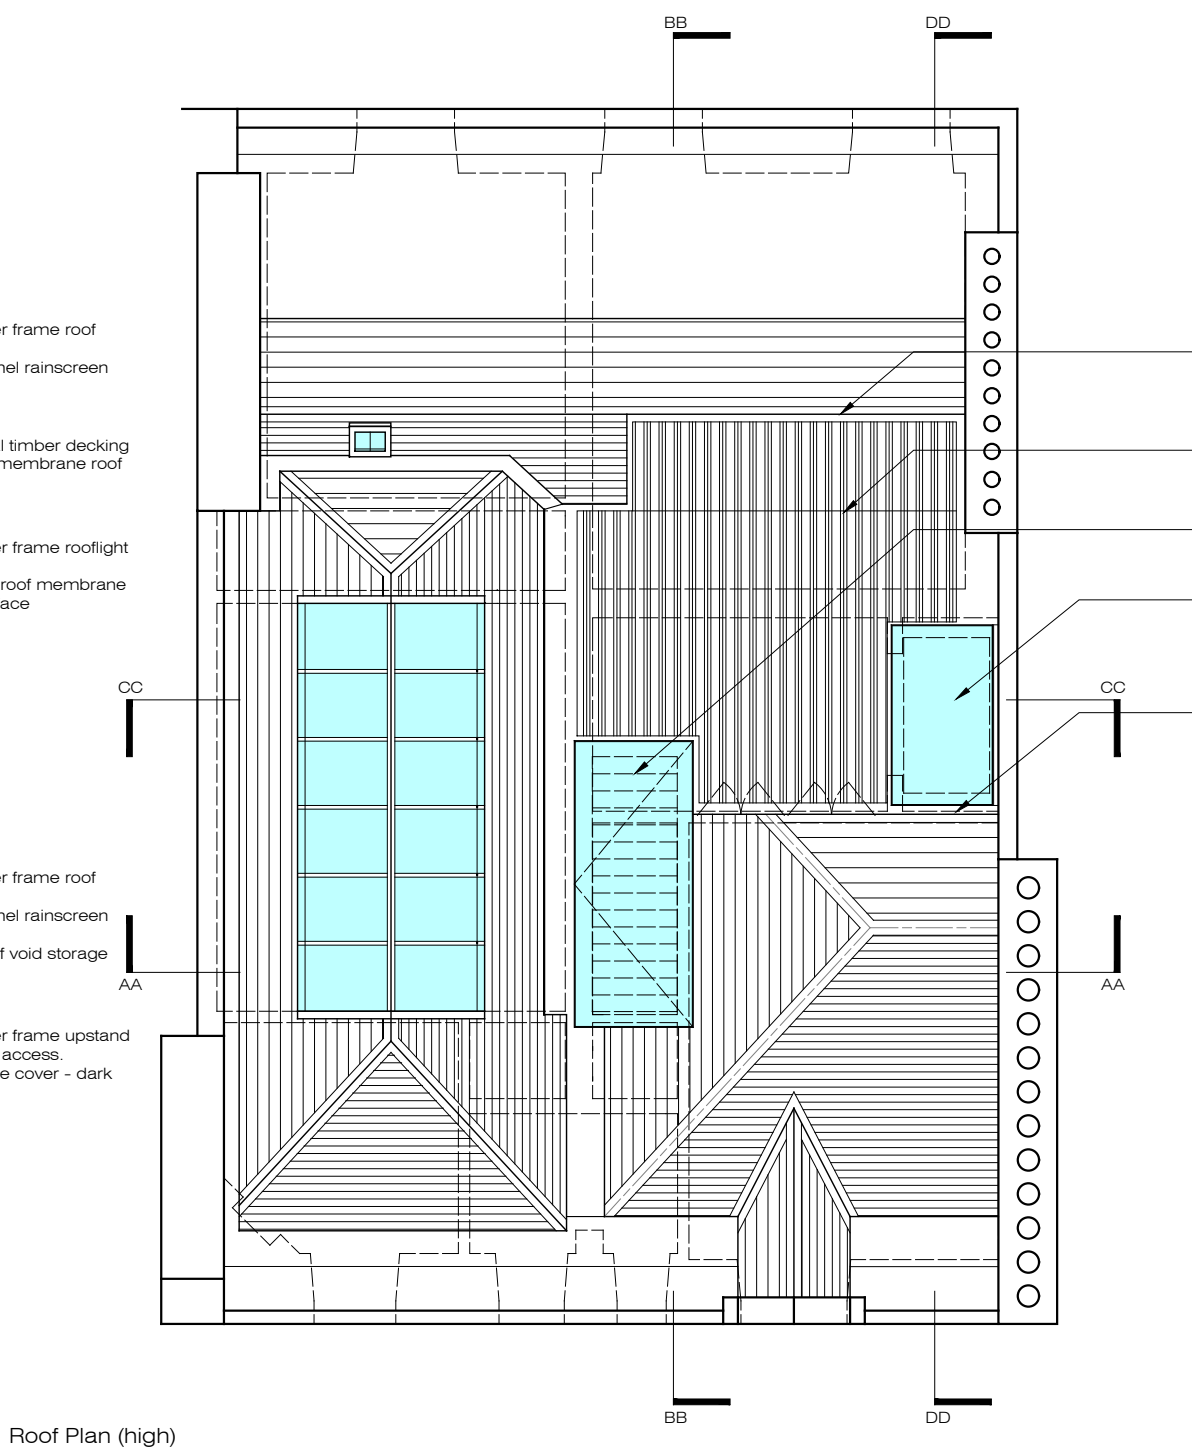 BB
DD
er frame roof
nel rainscreen
l timber decking
membrane roof
er frame rooflight
roof membrane
ace
CC
CC
er frame roof
nel rainscreen
f void storage
AA
AA
er frame upstand
access.
e cover - dark
BB
DD
Roof Plan (high)